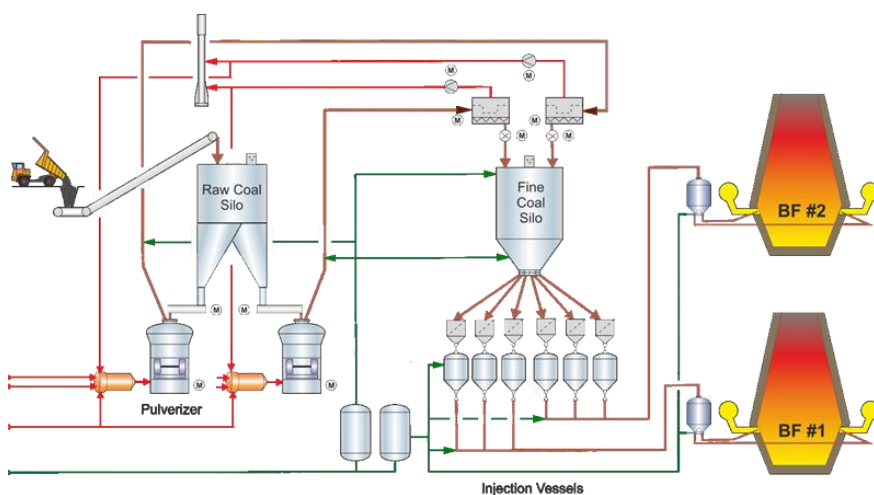 M
M
M
M
M
Raw Coal
Silo
Fine
Coal
Silo
BF #2
M
M
M
M
Pulverizer
BF #1
Injection Vessels